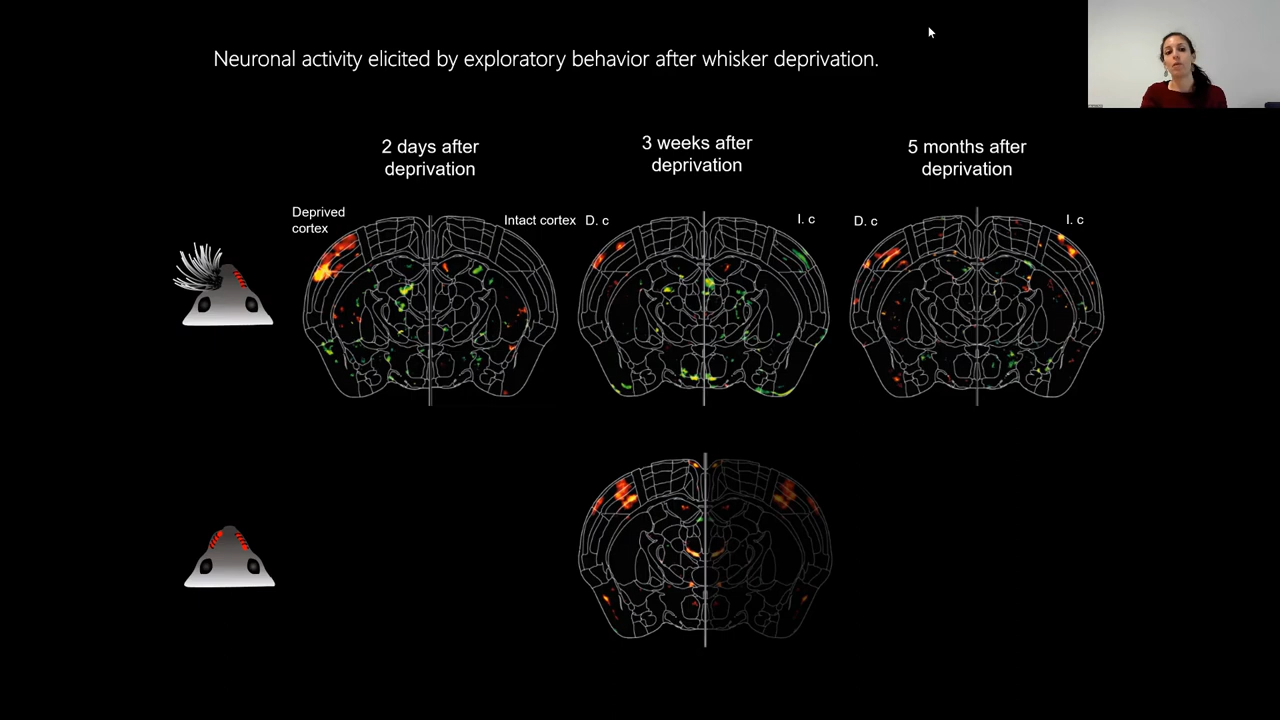 Neuronal activity elicited by exploratory behavior after whisker deprivation.
2 days after
deprivation
3 weeks after
deprivation
5 months after
deprivation
Deprived
cortex
Intact cortex
D. c
I. c
D. c
I. c